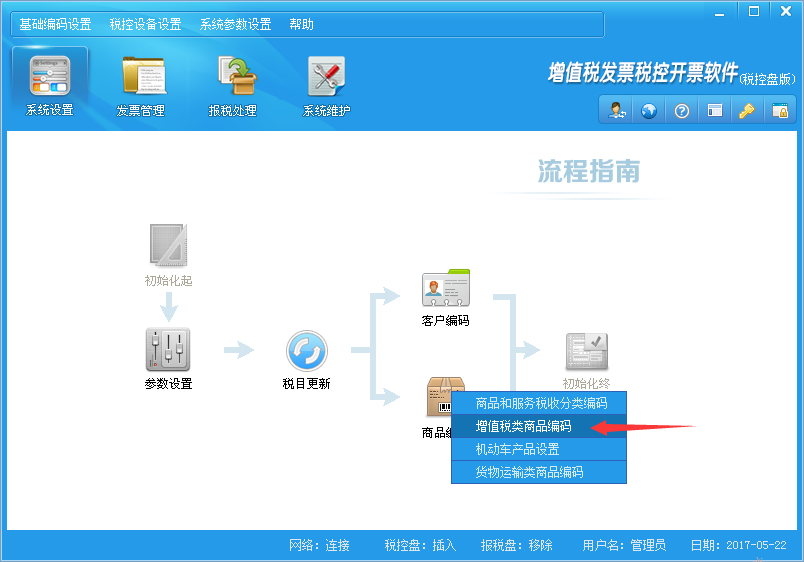 基础编码设置 税控设备设置 系统参数设置 帮助
系统设置 发票管理 报税处理 系统维护
增值税发票税控开票软件(税控盘版)
流程指南
初始化起
客户编码
参数设置 税目更新 初始化终
商品编
商品和服务税收分类编码
增值税类商品编码
机动车产品设置
货物运输类商品编码
网络：连接 税控盘：插入 报税盘：移除 用户名：管理员 日期：2017-05-22